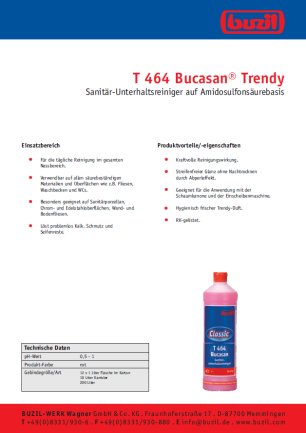 buzil
T 464 Bucasan® Trendy
Sanitär-Unterhaltsreiniger auf Amidosulfonsäurebasis
Einsatzbereich
Für die tägliche Reinigung im gesamten
Nassbereich.
Verwendbar auf allen säurebeständigen
Materialien und Oberflächen wie z.B. Fliesen,
Waschbecken und WCs.
Besonders geeignet auf Sanitärporzellan,
Chrom- und Edelstahloberflächen, Wand- und
Bodenfliesen.
Löst problemlos Kalk, Schmutz und
Seifenreste.
Produktvorteile/-eigenschaften
Kraftvolle Reinigungswirkung.
Streifenfreier Glanz ohne Nachtrocknen
durch Abperleffekt.
Geeignet für die Anwendung mit der
Schaumkanone und der Einscheibenmaschine.
Hygienisch frischer Trendy-Duft.
RK-gelistet.
buzil
Classic
T 464
Bucasan
Technische Daten
pH-Wert 0,5 - 1
Produkt-Farbe rot
Gebindegröße/Art 12 x 1 Liter Flasche im Karton
10 Liter Kanister
200 Liter
BUZIL-WERK Wagner GmbH & Co. KG . Fraunhoferstraße 17 . D-87700 Memmingen
T +49(0)8331/930-6 . F +49(0)8331/930-880 . E info@buzil.de . www.buzil.de